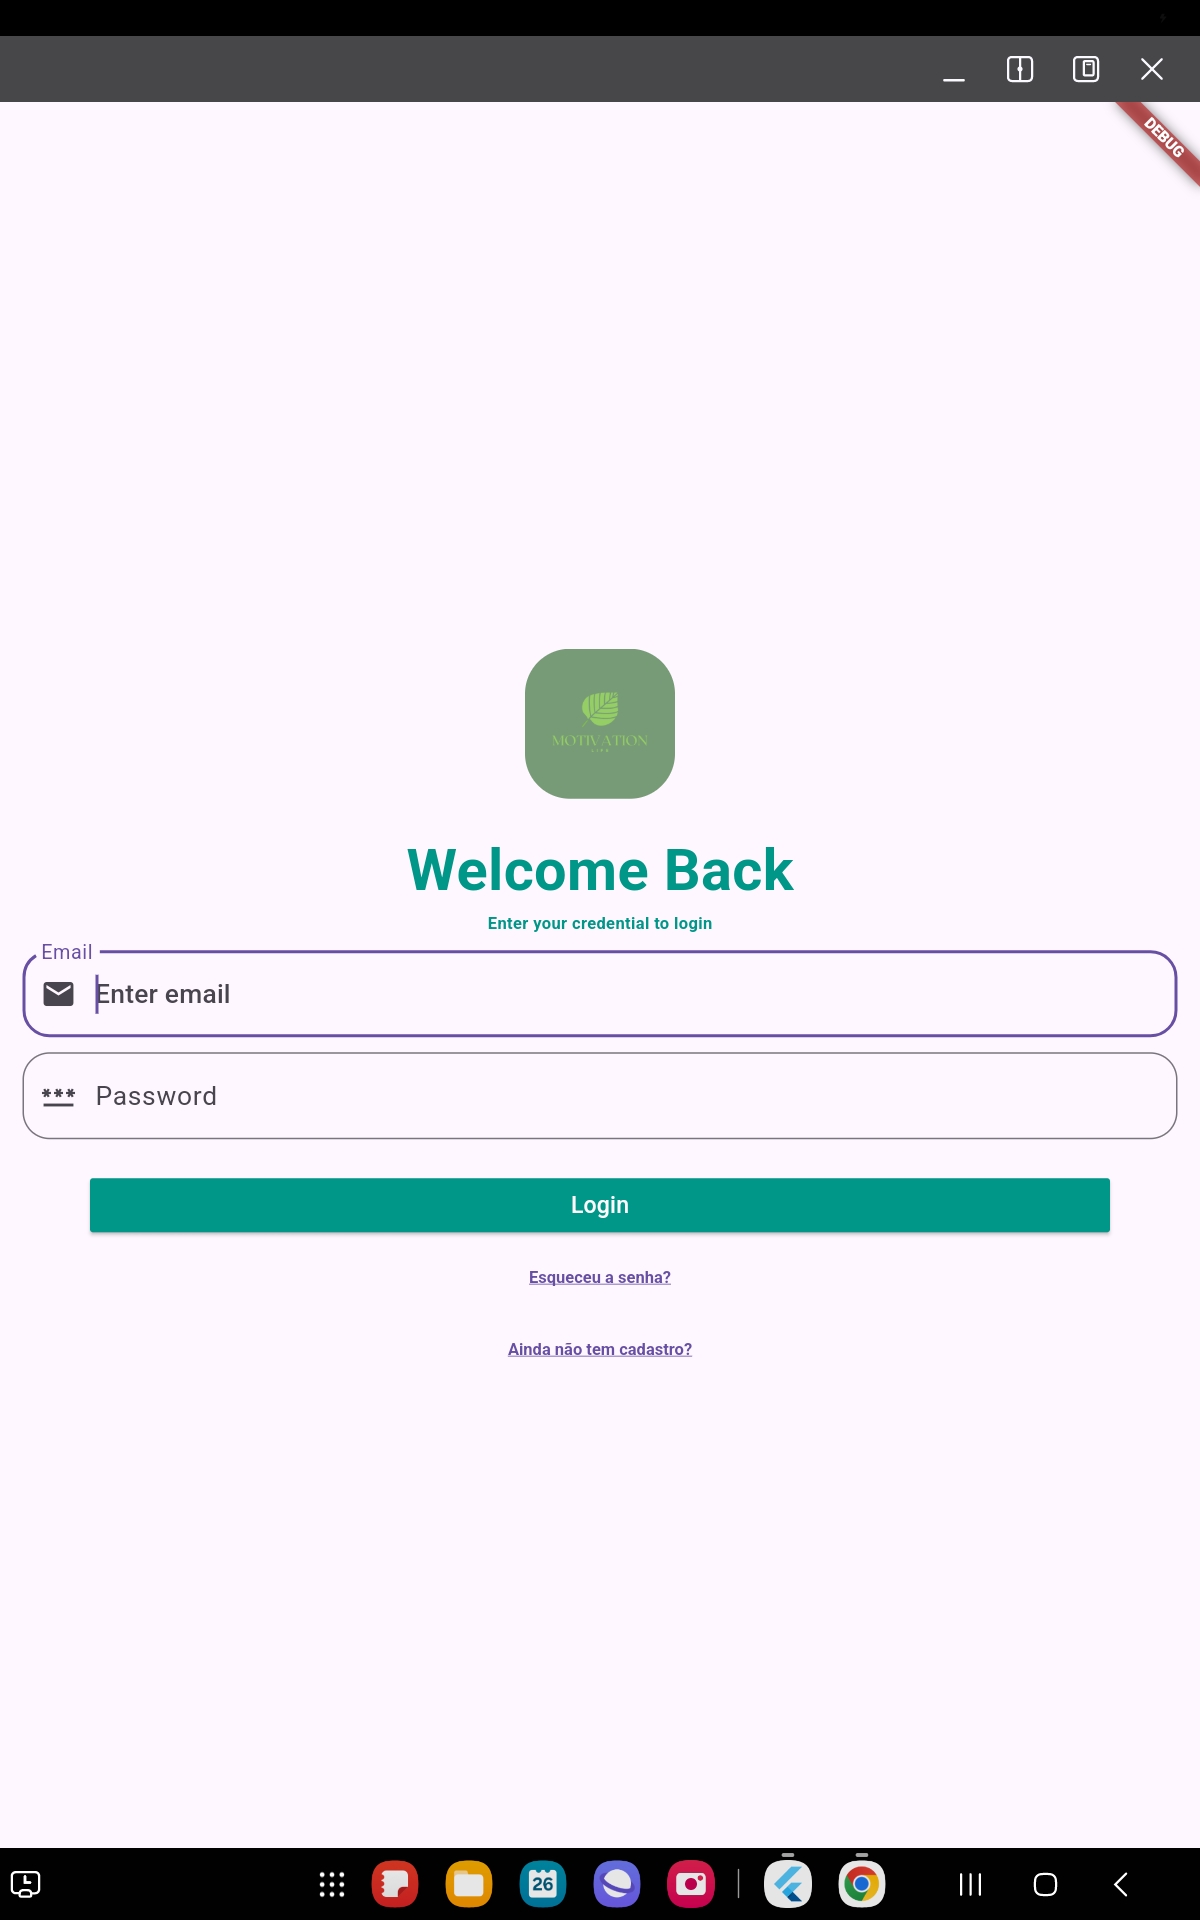 DEBUG
MOTIVATION
LIFE
Welcome Back
Enter your credential to login
Email
Enter email
Password
Login
Esqueceu a senha?
Ainda não tem cadastro?
26